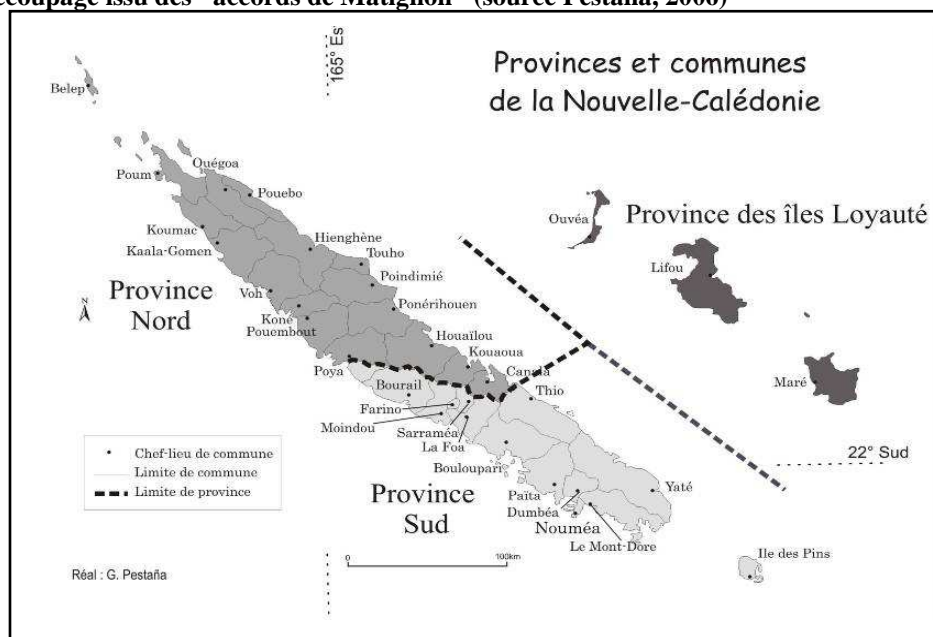 découpage issu des "accords de Matignon" (source Pestaña, 2006)
165° Es
Provinces et communes
de la Nouvelle-Calédonie
Belep
Ouégoa
Poum
Pouebo
Ouvéa
Province des îles Loyauté
Koumac
Hienghène
Kaala-Gomen
Touho
Lifou
Poindimié
N
Province
Nord
Voh
Ponérihouen
Koné
Pouembout
Houaïlou
Kouaoua
Poya
Canala
Bourail
Thio
Maré
Farino
Moindou
Sarraméa
La Foa
Chef-lieu de commune
Limite de commune
Limite de province
Bouloupari
22° Sud
Province
Sud
Païta
Yaté
Dumbéa
Nouméa
Le Mont-Dore
0
100km
Ile des Pins
Réal : G. Pestaña